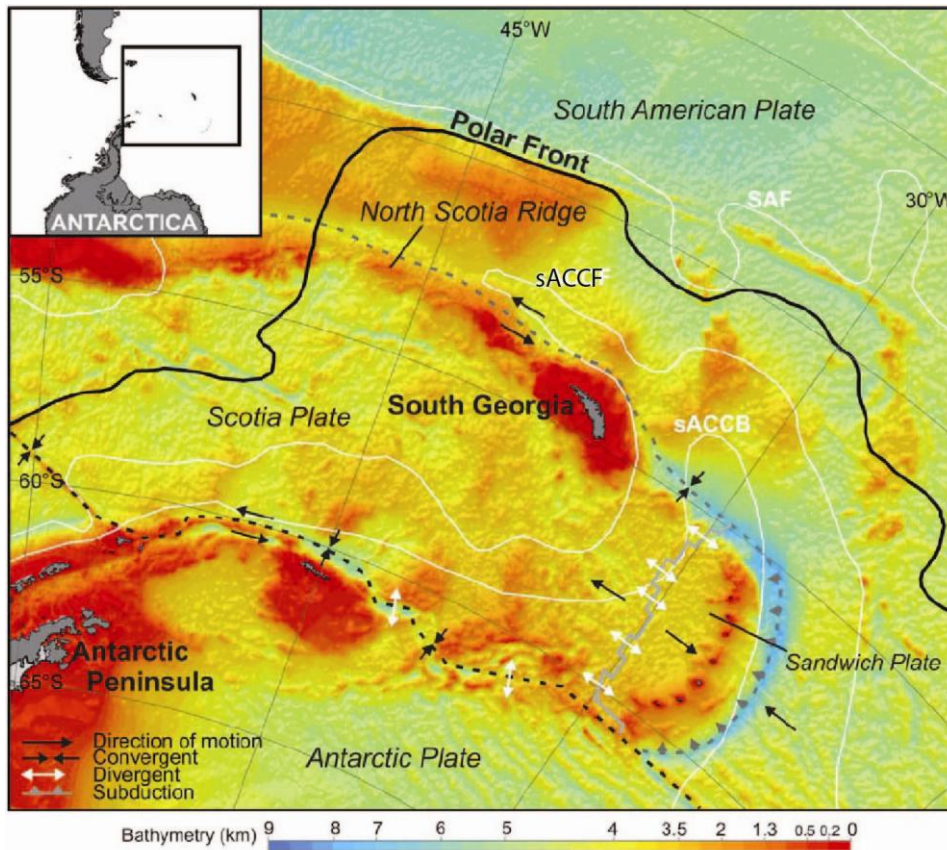 45°W
South American Plate
Polar Front
SAF
30°W
ANTARCTICA
North Scotia Ridge
55°S
sACCF
South Georgia
sACCB
Scotia Plate
60°S
Sandwich Plate
Antarctic
Peninsula
65°S
Antarctic Plate
Direction of motion
Convergent
Divergent
Subduction
Bathymetry (km) 9 8 7 6 5 4 3.5 2 1.3 0.5 0.2 0